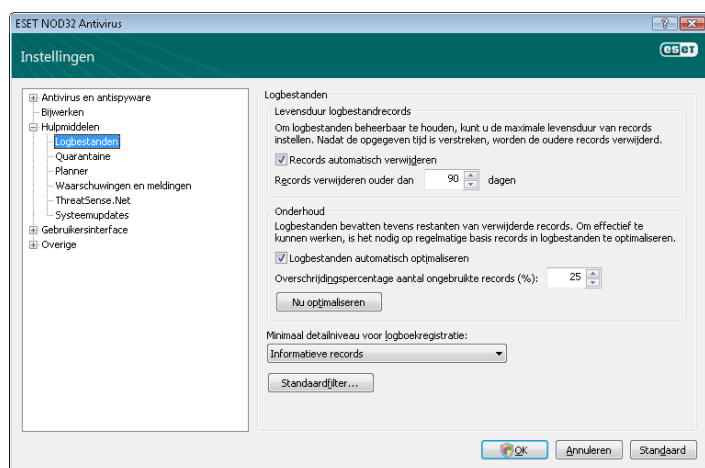 ESET NOD32 Antivirus
Instellingen
eset
Antivirus en antispyware
Bijwerken
Hulpmiddelen
Logbestanden
Quarantaine
Planner
Waarschuwingen en meldingen
ThreatSense.Net
Systeemupdates
Gebruikersinterface
Overige
Logbestanden
Levensduur logbestandrecords
Om logbestanden beheerbaar te houden, kunt u de maximale levensduur van records
instellen. Nadat de opgegeven tijd is verstreken, worden de oudere records verwijderd.
Records automatisch verwijderen
Records verwijderen ouder dan 90 dagen
Onderhoud
Logbestanden bevatten tevens restanten van verwijderde records. Om effectief te
kunnen werken, is het nodig op regelmatige basis records in logbestanden te optimaliseren.
Logbestanden automatisch optimaliseren
Overschrijdingspercentage aantal ongebruikte records (%): 25
Nu optimaliseren
Minimaal detailniveau voor logboekregistratie:
Informatieve records
Standaardfilter...
OK Annuleren Standaard